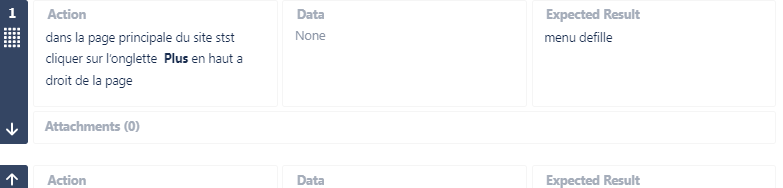 1
Action
Data
Expected Result
dans la page principale du site stst
cliquer sur l'onglette Plus en haut a
droit de la page
None
menu defille
Attachments (0)
Action
Data
Expected Result